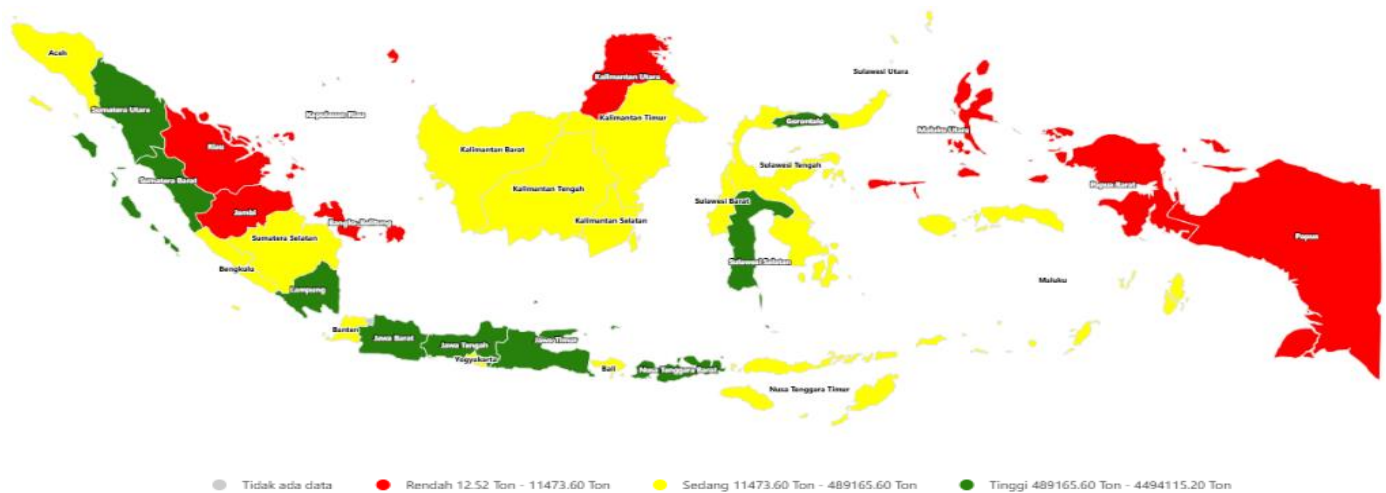 Aceh
Sumatera Utara
Riau
Kepulauan Riau
Sumatera Barat
Jambi
Bangka-Belitung
Sumatera Selatan
Bengkulu
Lampung
Banten
Jawa Barat
Jawa Tengah
Jawa Timur
Yogyakarta
Bali
Nusa Tenggara Barat
Nusa Tenggara Timur
Kalimantan Utara
Kalimantan Timur
Kalimantan Barat
Kalimantan Tengah
Kalimantan Selatan
Sulawesi Utara
Gorontalo
Sulawesi Tengah
Sulawesi Barat
Sulawesi Selatan
Maluku Utara
Maluku
Papua Barat
Papua
Tidak ada data Rendah 12.52 Ton - 11473.60 Ton Sedang 11473.60 Ton - 489165.60 Ton Tinggi 489165.60 Ton - 4494115.20 Ton